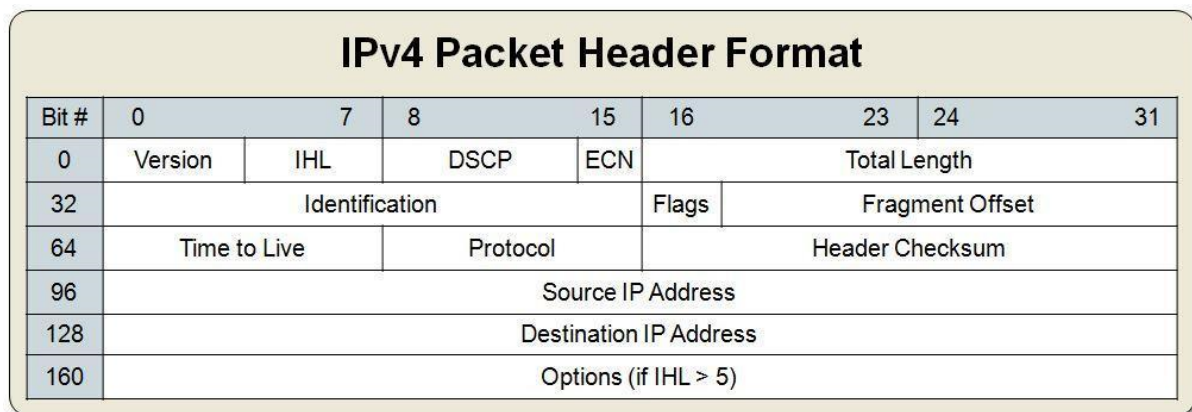 IPv4 Packet Header Format
Bit # 0 7 8 15 16 23 24 31
0 Version IHL DSCP ECN Total Length
32 Identification Flags Fragment Offset
64 Time to Live Protocol Header Checksum
96 Source IP Address
128 Destination IP Address
160 Options (if IHL > 5)